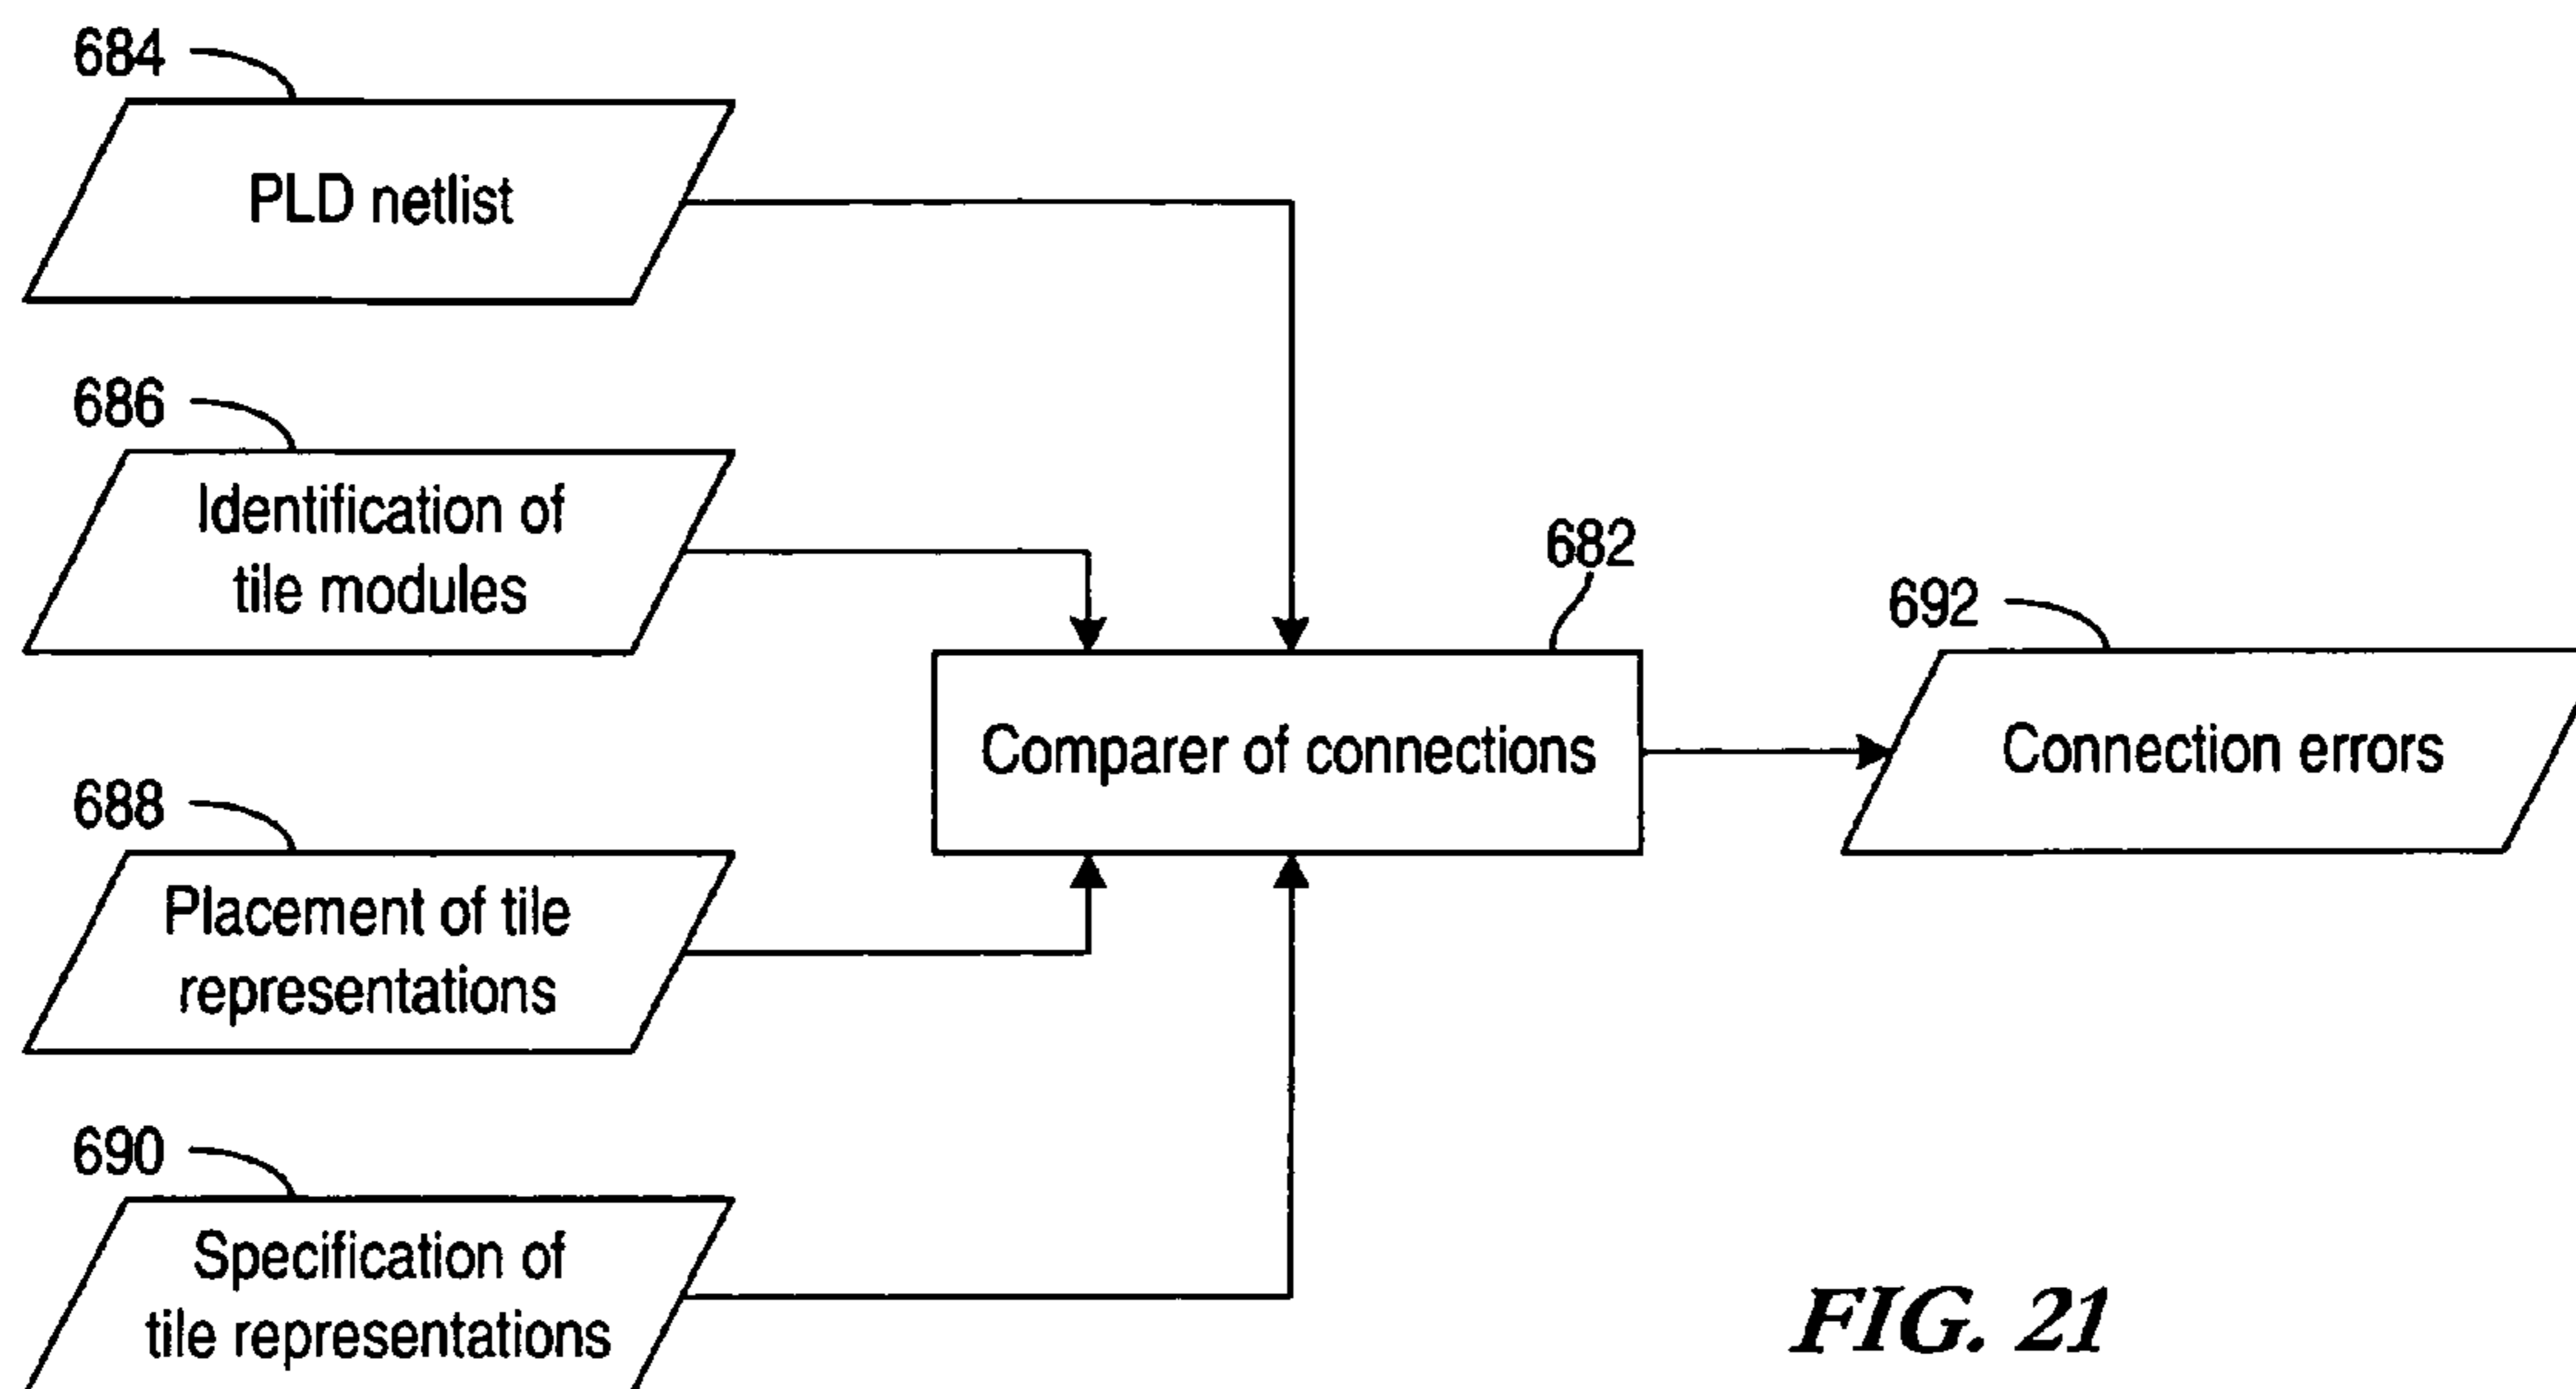 684
PLD netlist
686
Identification of
tile modules
682
692
Comparer of connections
Connection errors
688
Placement of tile
representations
690
Specification of
tile representations
FIG. 21